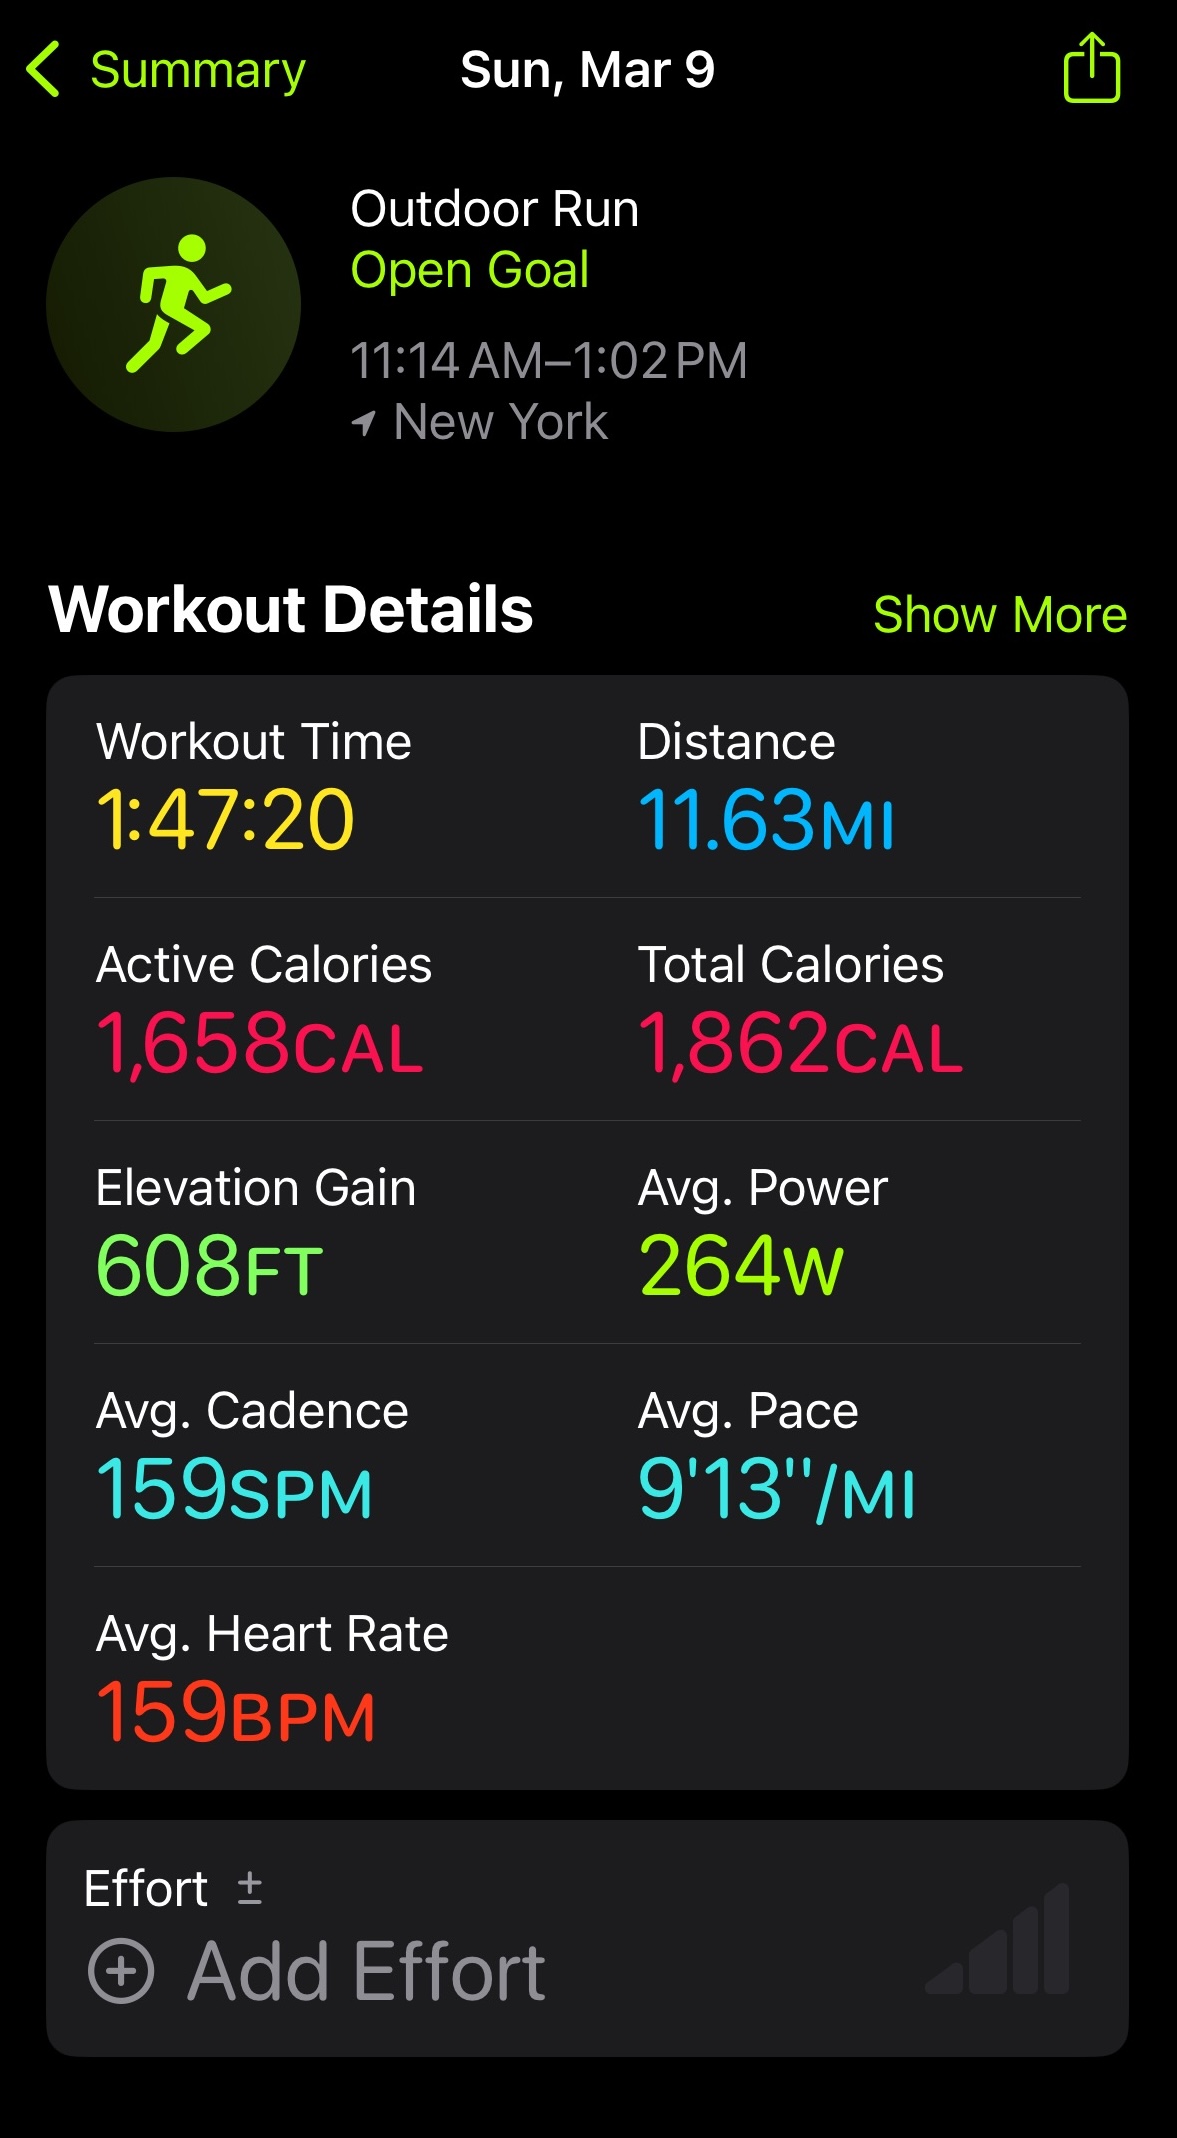 Summary
Sun, Mar 9
Outdoor Run
Open Goal
11:14 AM–1:02 PM
New York
Workout Details
Show More
Workout Time
1:47:20
Distance
11.63MI
Active Calories
1,658CAL
Total Calories
1,862CAL
Elevation Gain
608FT
Avg. Power
264W
Avg. Cadence
159SPM
Avg. Pace
9'13''/MI
Avg. Heart Rate
159BPM
Effort ±
Add Effort